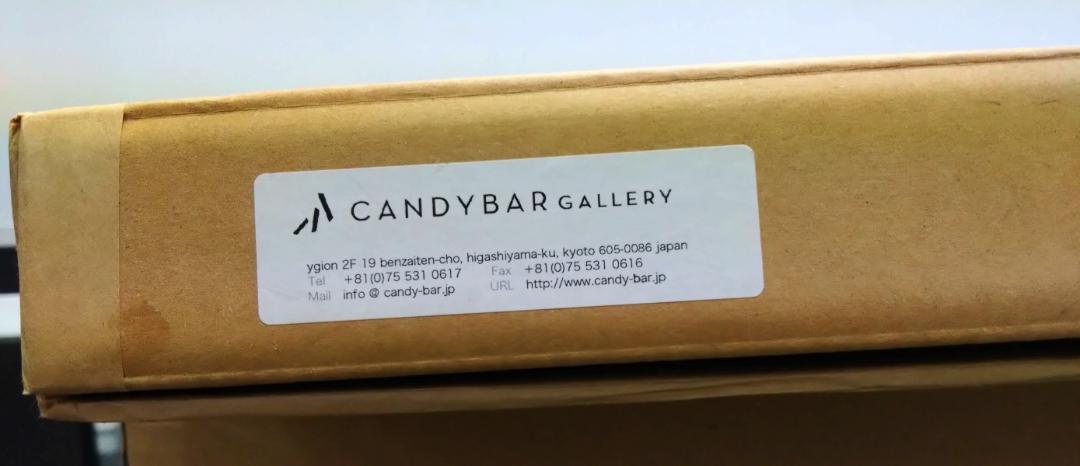 CANDYBAR GALLERY
ygion 2F 19 benzaiten-cho, higashiyama-ku, kyoto 605-0086 japan
Tel +81(0)75 531 0617 Fax +81(0)75 531 0616
Mail info @ candy-bar.jp URL http://www.candy-bar.jp